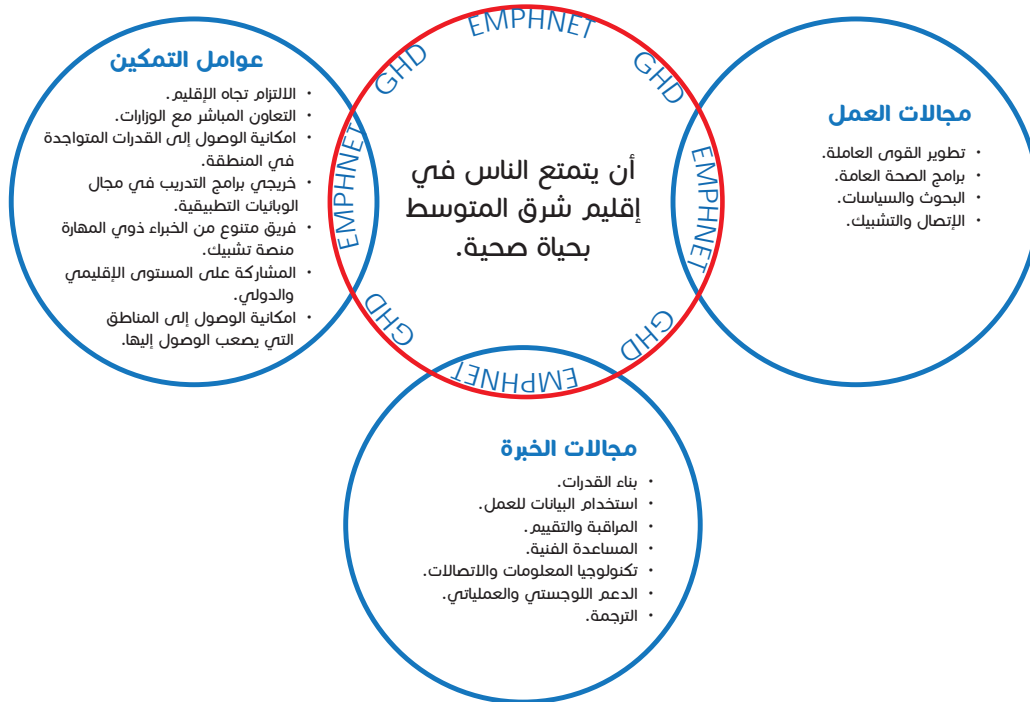 EMPHNET
GHD
GHD
EMPHNET
EMPHNET
GHD
GHD
EMPHNET
أن يتمتع الناس في
إقليم شرق المتوسط
بحياة صحية.
مجالات العمل
· تطوير القوى العاملة.
· برامج الصحة العامة.
· البحوث والسياسات.
· الإتصال والتشبيك.
عوامل التمكين
· الالتزام تجاه الإقليم.
· التعاون المباشر مع الوزارات.
· امكانية الوصول إلى القدرات المتواجدة
في المنطقة.
· خريجي برامج التدريب في مجال
الوبائيات التطبيقية.
· فريق متنوع من الخبراء ذوي المهارة
منصة تشبيك.
· المشاركة على المستوى الإقليمي
والدولي.
· امكانية الوصول إلى المناطق
التي يصعب الوصول إليها.
مجالات الخبرة
· بناء القدرات.
· استخدام البيانات للعمل.
· المراقبة والتقييم.
· المساعدة الفنية.
· تكنولوجيا المعلومات والاتصالات.
· الدعم اللوجستي والعملياتي.
· الترجمة.